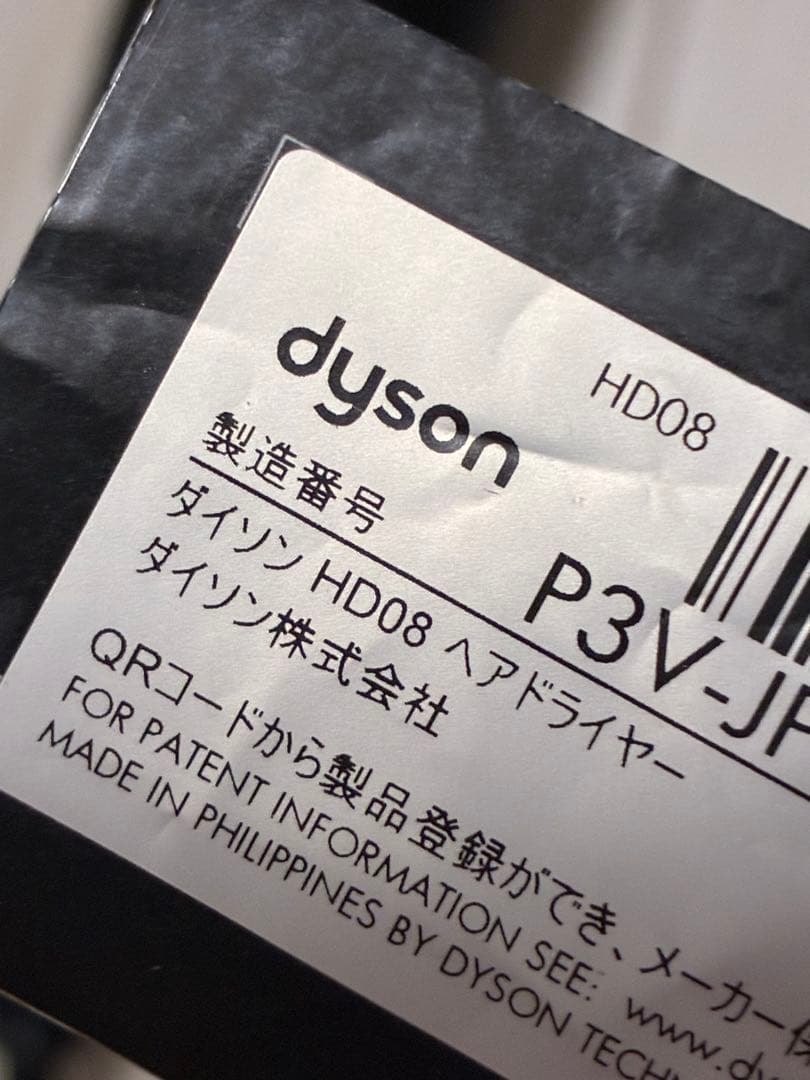 dyson
HD08
製造番号
P3V-JP
ダイソン HD08 ヘアドライヤー
ダイソン株式会社
QRコードから製品登録ができ、メーカー保
FOR PATENT INFORMATION SEE: www.dy
MADE IN PHILIPPINES BY DYSON TECH